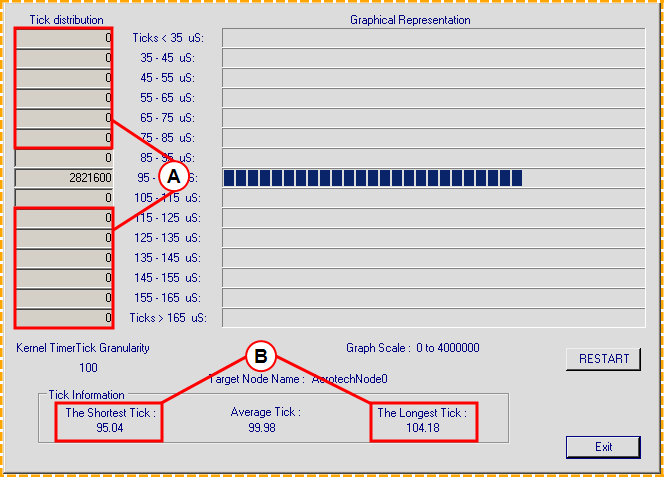 Tick distribution Graphical Representation
0 Ticks < 35 uS:
0 35 - 45 uS:
0 45 - 55 uS:
0 55 - 65 uS:
0 65 - 75 uS:
0 75 - 85 uS:
0 85 - 95 uS:
A
2821600 95 - S:
0 105 - 115 uS:
0 115 - 125 uS:
0 125 - 135 uS:
0 135 - 145 uS:
0 145 - 155 uS:
0 155 - 165 uS:
0 Ticks > 165 uS:
Kernel TimerTick Granularity B Graph Scale : 0 to 4000000
100 RESTART
Target Node Name : AerotechNode0
Tick Information
The Shortest Tick : Average Tick : The Longest Tick :
95.04 99.98 104.18
Exit